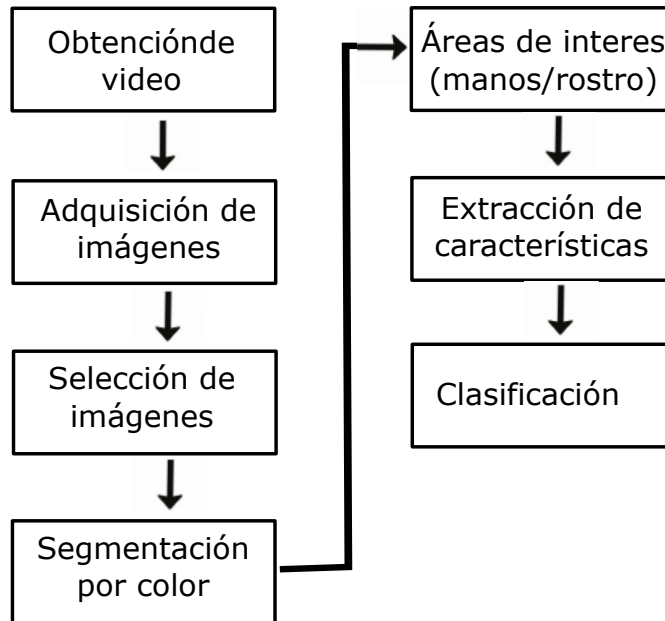 Obtenciónde
video
Adquisición de
imágenes
Selección de
imágenes
Segmentación
por color
Áreas de interes
(manos/rostro)
Extracción de
características
Clasificación